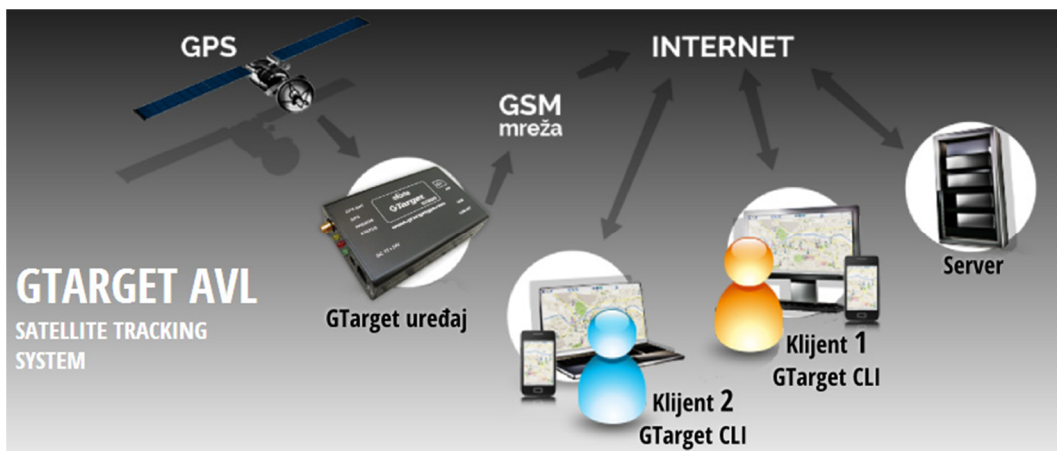 GPS
INTERNET
GSM
mreža
GTarget
GTARGET AVL
SATELLITE TRACKING
SYSTEM
GTarget uređaj
Server
Klijent 1
GTarget CLI
Klijent 2
GTarget CLI